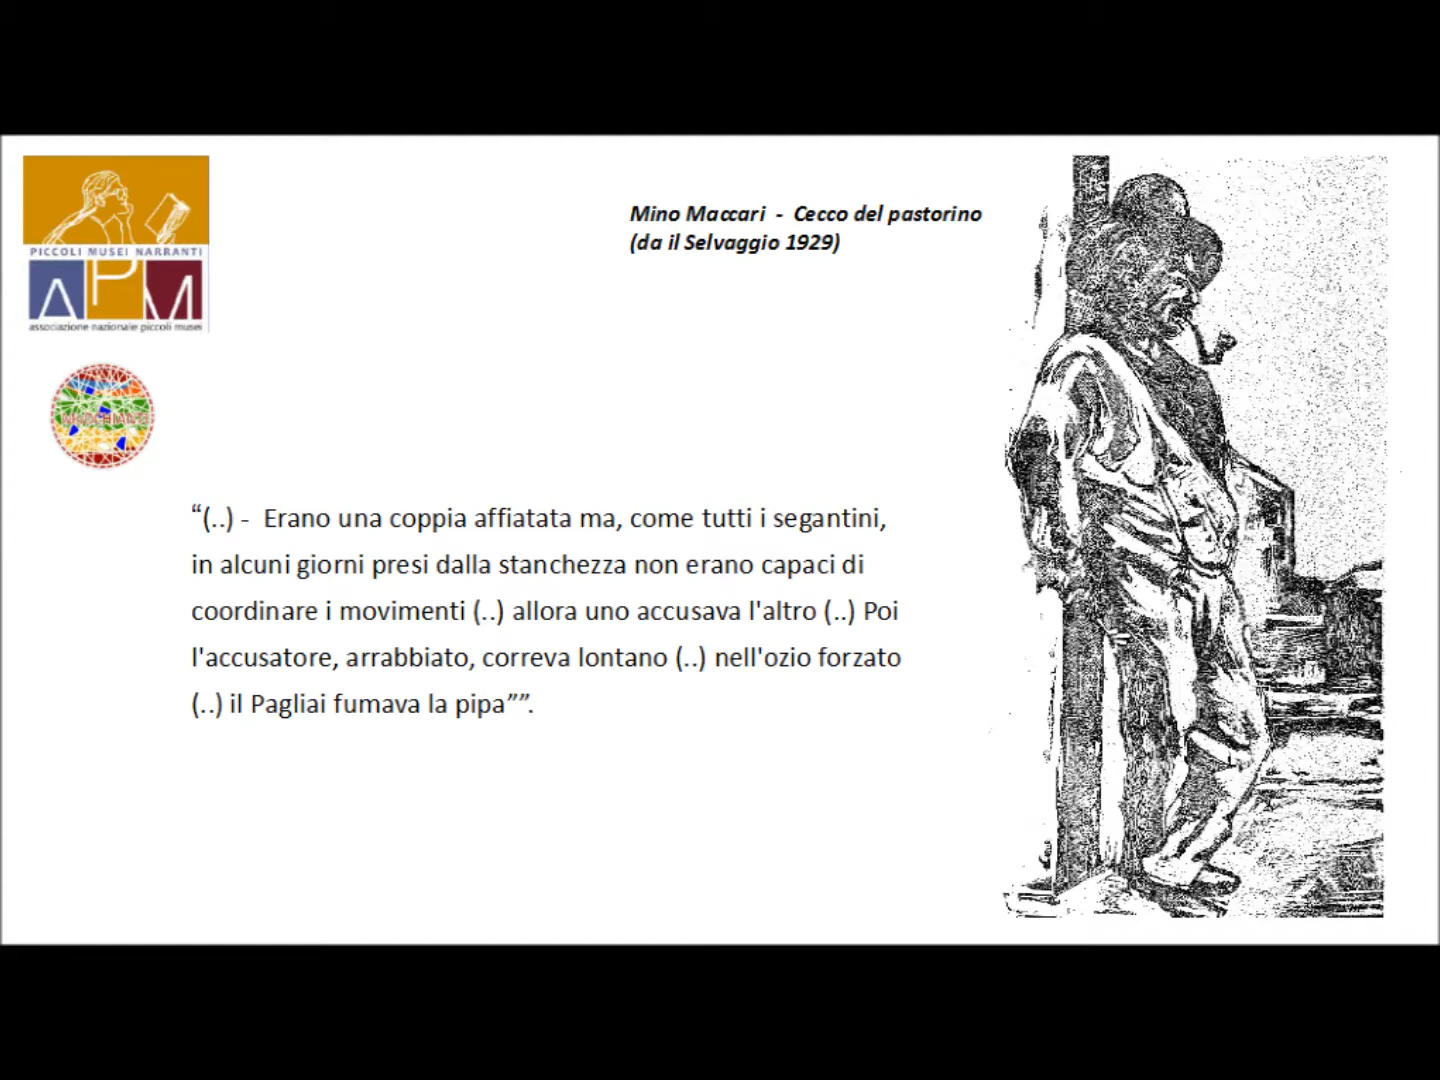 PICCOLI MUSEI NARRANTI
APM
associazione nazionale piccoli musei
Mino Maccari - Cecco del pastorino
(da il Selvaggio 1929)
“(..) - Erano una coppia affiatata ma, come tutti i segantini,
in alcuni giorni presi dalla stanchezza non erano capaci di
coordinare i movimenti (..) allora uno accusava l'altro (..) Poi
l'accusatore, arrabbiato, correva lontano (..) nell'ozio forzato
(..) il Pagliai fumava la pipa””.